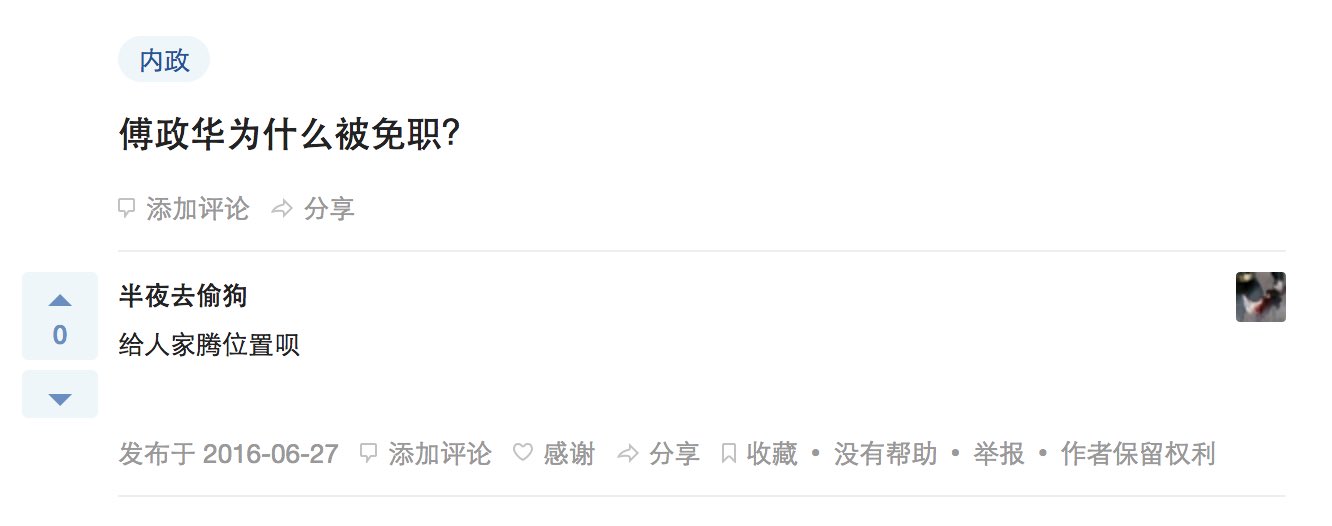 内政
傅政华为什么被免职?
添加评论 分享
半夜去偷狗
0
给人家腾位置呗
发布于 2016-06-27 添加评论 感谢 分享 收藏 • 没有帮助 • 举报 • 作者保留权利